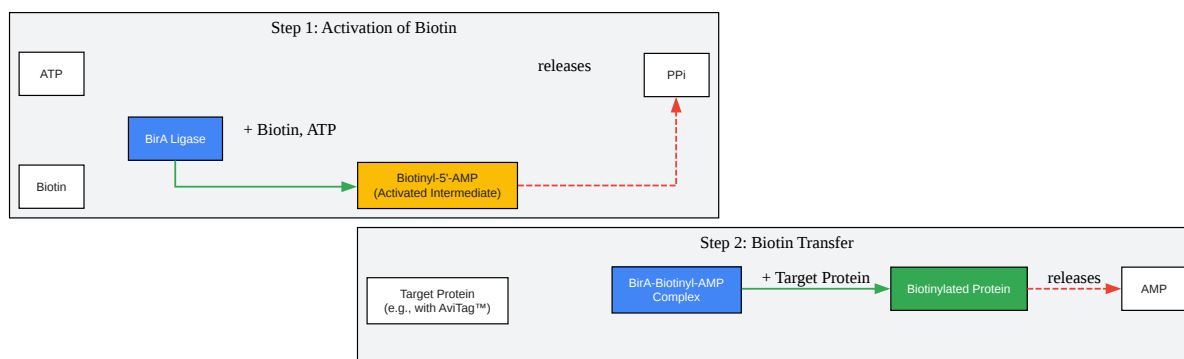 Step 1: Activation of Biotin
ATP
releases
PPi
BirA Ligase
+ Biotin, ATP
Biotin
Biotinyl-5'-AMP
(Activated Intermediate)
Step 2: Biotin Transfer
Target Protein
(e.g., with AviTag™)
BirA-Biotinyl-AMP
Complex
+ Target Protein
Biotinylated Protein
releases
AMP